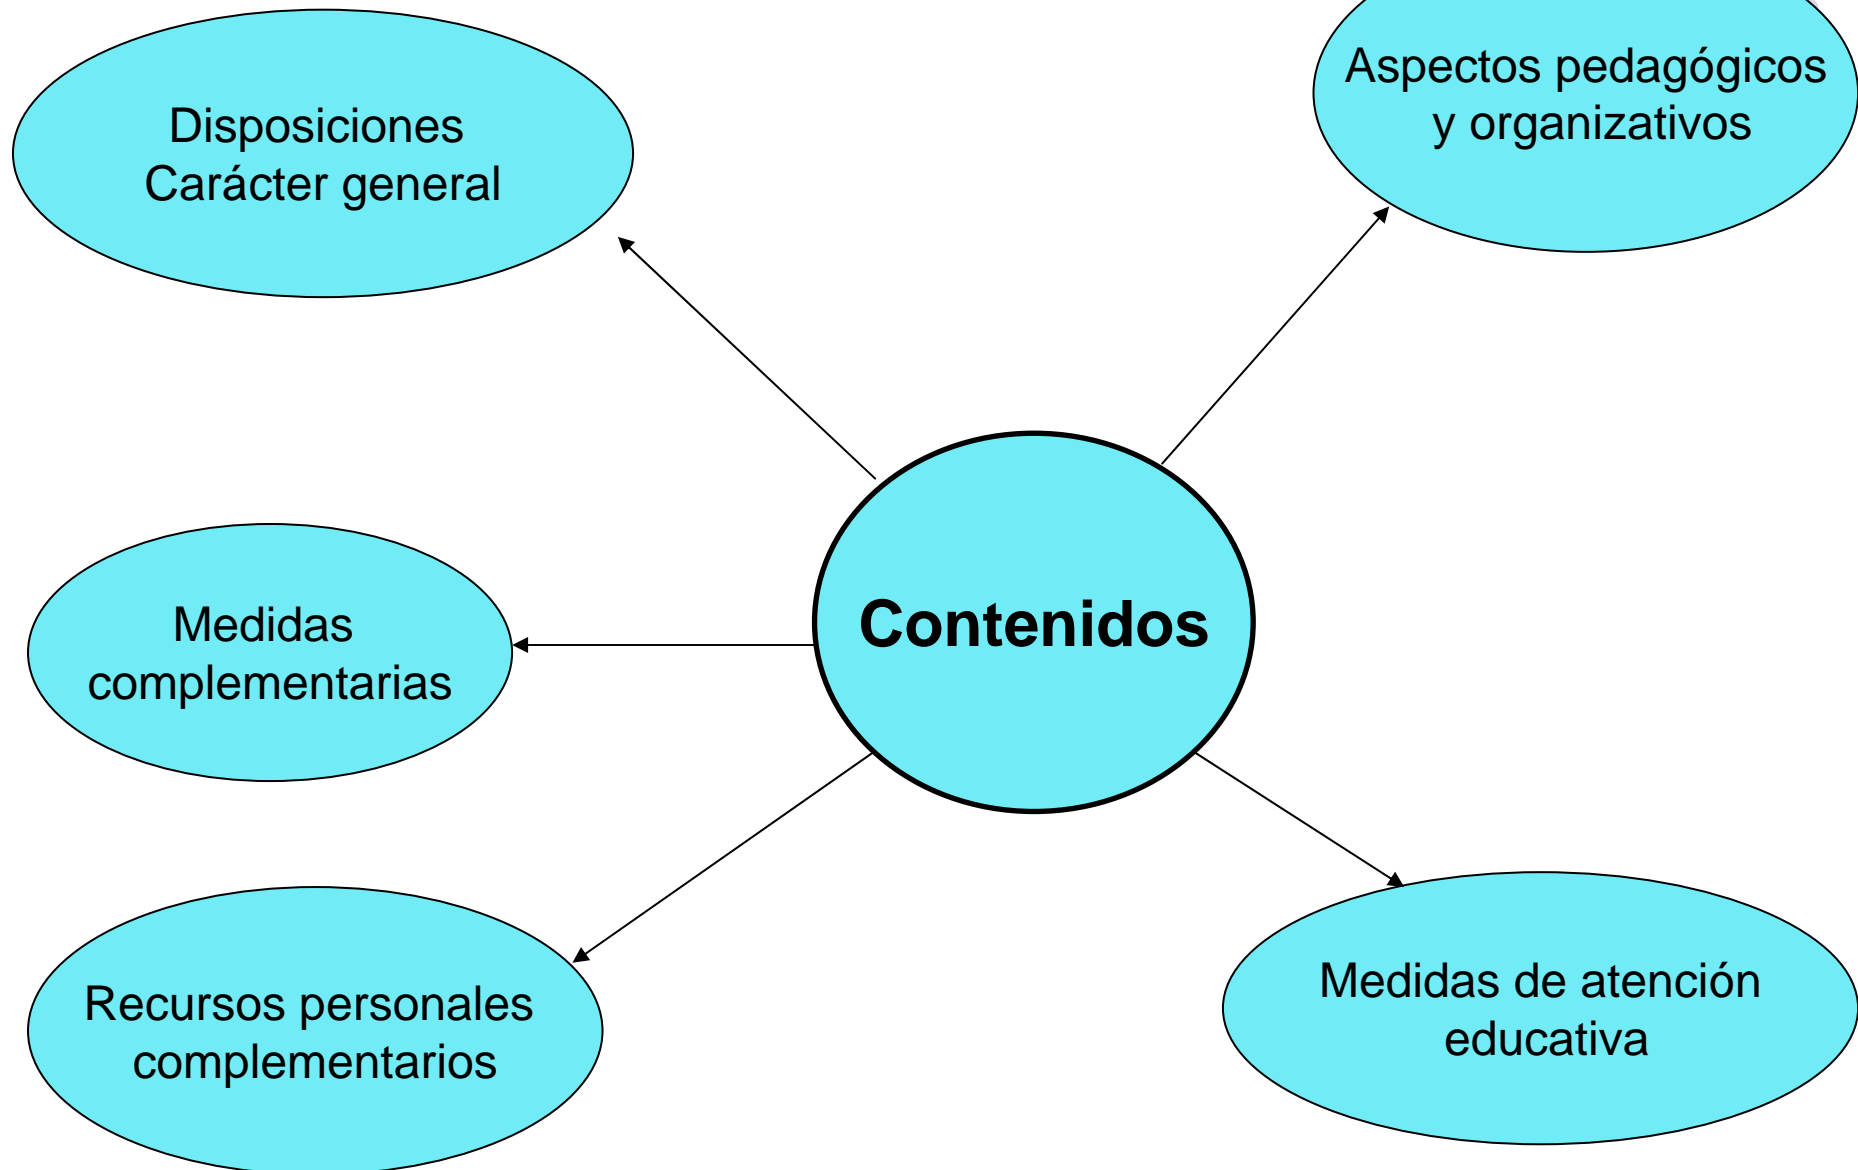 Disposiciones
Carácter general
Aspectos pedagógicos
y organizativos
Contenidos
Medidas
complementarias
Recursos personales
complementarios
Medidas de atención
educativa